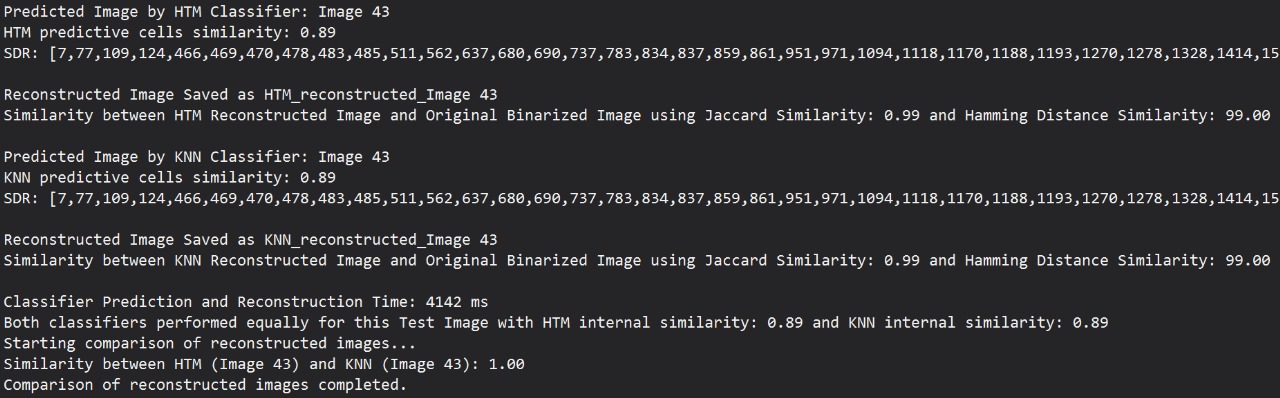 Predicted Image by HTM Classifier: Image 43
HTM predictive cells similarity: 0.89
SDR: [7,77,109,124,466,469,470,478,483,485,511,562,637,680,690,737,783,834,837,859,861,951,971,1094,1118,1170,1188,1193,1270,1278,1328,1414,15
Reconstructed Image Saved as HTM_reconstructed_Image 43
Similarity between HTM Reconstructed Image and Original Binarized Image using Jaccard Similarity: 0.99 and Hamming Distance Similarity: 99.00
Predicted Image by KNN Classifier: Image 43
KNN predictive cells similarity: 0.89
SDR: [7,77,109,124,466,469,470,478,483,485,511,562,637,680,690,737,783,834,837,859,861,951,971,1094,1118,1170,1188,1193,1270,1278,1328,1414,15
Reconstructed Image Saved as KNN_reconstructed_Image 43
Similarity between KNN Reconstructed Image and Original Binarized Image using Jaccard Similarity: 0.99 and Hamming Distance Similarity: 99.00
Classifier Prediction and Reconstruction Time: 4142 ms
Both classifiers performed equally for this Test Image with HTM internal similarity: 0.89 and KNN internal similarity: 0.89
Starting comparison of reconstructed images...
Similarity between HTM (Image 43) and KNN (Image 43): 1.00
Comparison of reconstructed images completed.